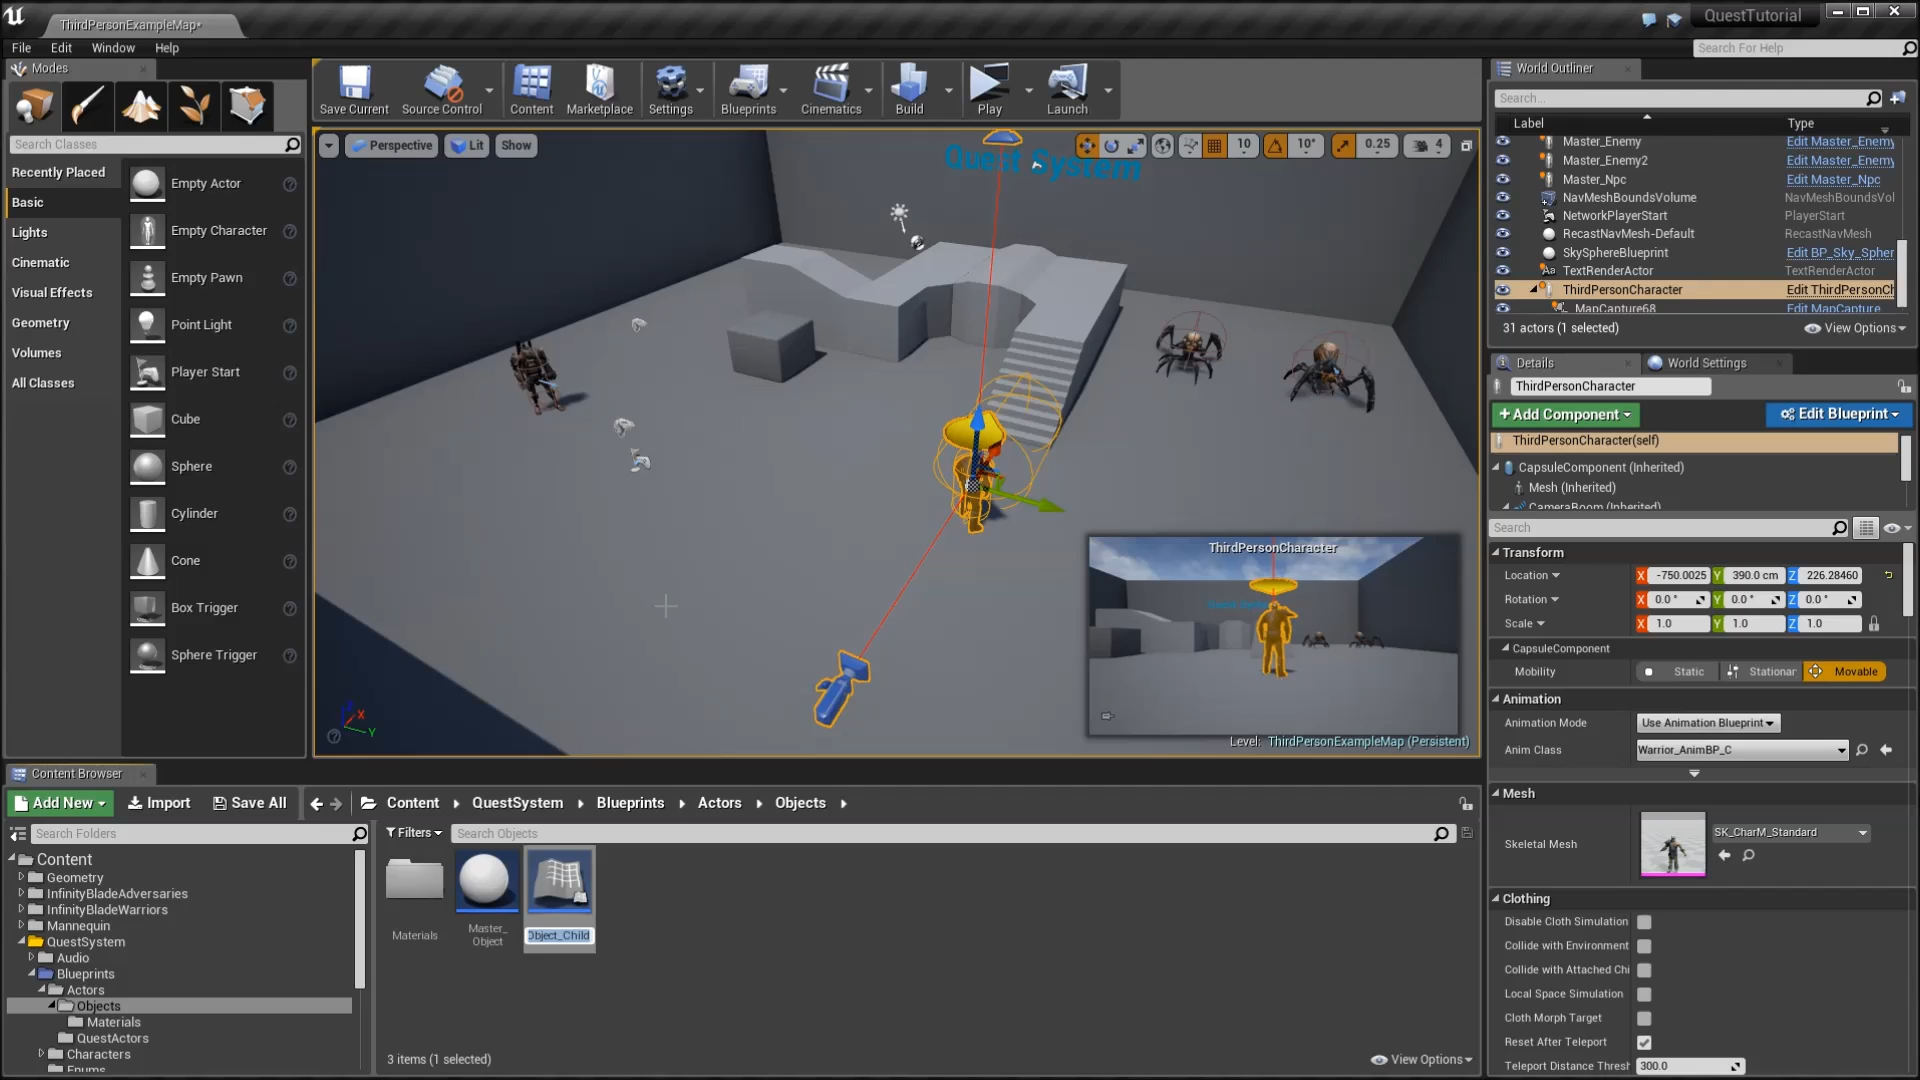 ThirdPersonExampleMap*
QuestTutorial
File Edit Window Help
Search For Help
Modes
Search Classes
Recently Placed
Basic
Lights
Cinematic
Visual Effects
Geometry
Volumes
All Classes
Empty Actor
Empty Character
Empty Pawn
Point Light
Player Start
Cube
Sphere
Cylinder
Cone
Box Trigger
Sphere Trigger
Save Current
Source Control
Content
Marketplace
Settings
Blueprints
Cinematics
Build
Play
Launch
Perspective
Lit
Show
10
10°
0.25
4
Quest System
X
Y
ThirdPersonCharacter
Level: ThirdPersonExampleMap (Persistent)
World Outliner
Search...
Label Type
Master_Enemy Edit Master_Enemy
Master_Enemy2 Edit Master_Enemy
Master_Npc Edit Master_Npc
NavMeshBoundsVolume NavMeshBoundsVol
NetworkPlayerStart PlayerStart
RecastNavMesh-Default RecastNavMesh
SkySphereBlueprint Edit BP_Sky_Spher
TextRenderActor TextRenderActor
ThirdPersonCharacter Edit ThirdPersonCh
MapCapture68 Edit MapCapture
31 actors (1 selected)
View Options
Details
World Settings
ThirdPersonCharacter
Add Component
Edit Blueprint
ThirdPersonCharacter(self)
CapsuleComponent (Inherited)
Mesh (Inherited)
CameraBoom (Inherited)
Search
Transform
Location X -750.0025 Y 390.0 cm Z 226.28460
Rotation X 0.0 ° Y 0.0 ° Z 0.0 °
Scale X 1.0 Y 1.0 Z 1.0
CapsuleComponent
Mobility Static Stationar Movable
Animation
Animation Mode Use Animation Blueprint
Anim Class Warrior_AnimBP_C
Mesh
Skeletal Mesh SK_CharM_Standard
Clothing
Disable Cloth Simulation
Collide with Environment
Collide with Attached Chi
Local Space Simulation
Cloth Morph Target
Reset After Teleport
Teleport Distance Thresh 300.0
Content Browser
Add New
Import
Save All
Content QuestSystem Blueprints Actors Objects
Search Folders
Filters
Search Objects
Content
Geometry
InfinityBladeAdversaries
InfinityBladeWarriors
Mannequin
QuestSystem
Audio
Blueprints
Actors
Objects
Materials
QuestActors
Characters
Enums
Materials
Master_
Object
Object_Child
3 items (1 selected)
View Options